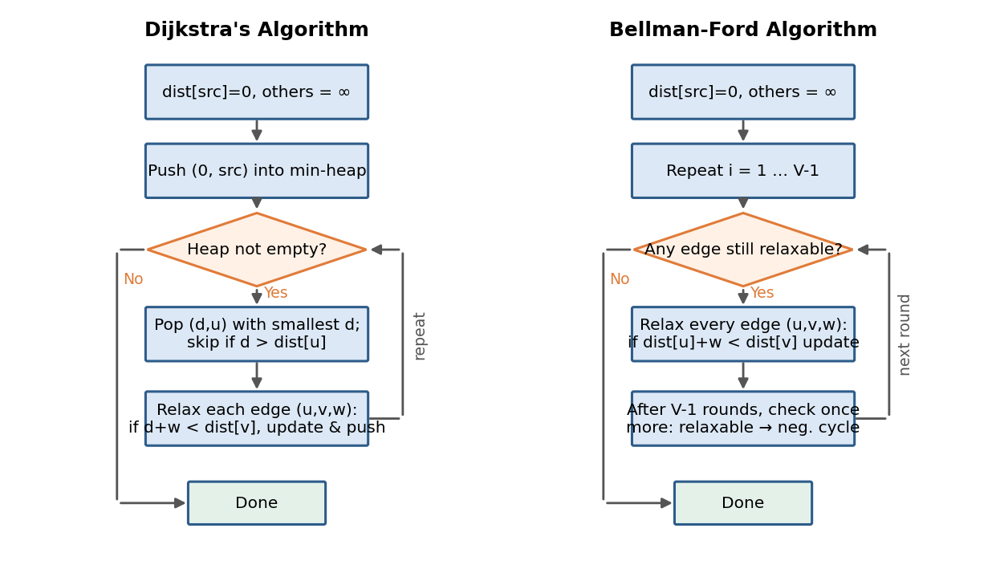 Dijkstra's Algorithm
dist[src]=0, others = ∞
Push (0, src) into min-heap
Heap not empty?
No
Yes
Pop (d,u) with smallest d;
skip if d > dist[u]
repeat
Relax each edge (u,v,w):
if d+w < dist[v], update & push
Done
Bellman-Ford Algorithm
dist[src]=0, others = ∞
Repeat i = 1 … V-1
Any edge still relaxable?
No
Yes
Relax every edge (u,v,w):
if dist[u]+w < dist[v] update
next round
After V-1 rounds, check once
more: relaxable → neg. cycle
Done